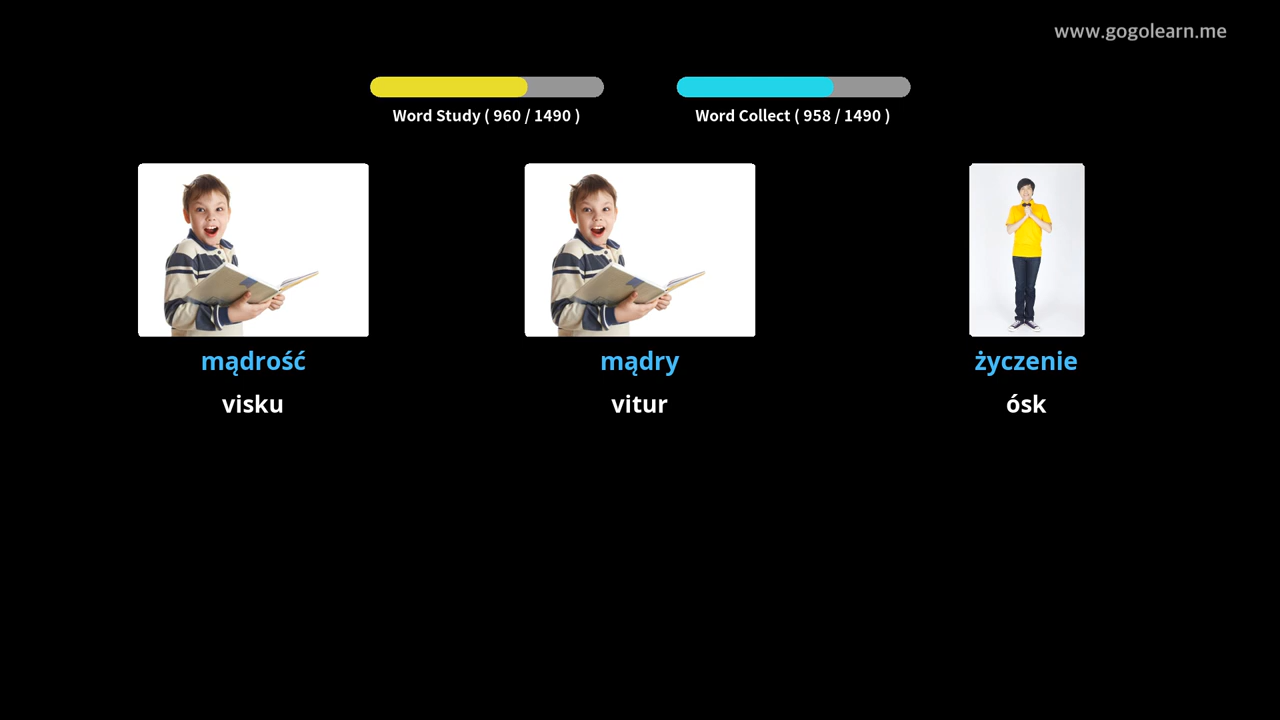 www.gogolearn.me
Word Study ( 960 / 1490 )
Word Collect ( 958 / 1490 )
mądrość
mądry
życzenie
visku
vitur
ósk